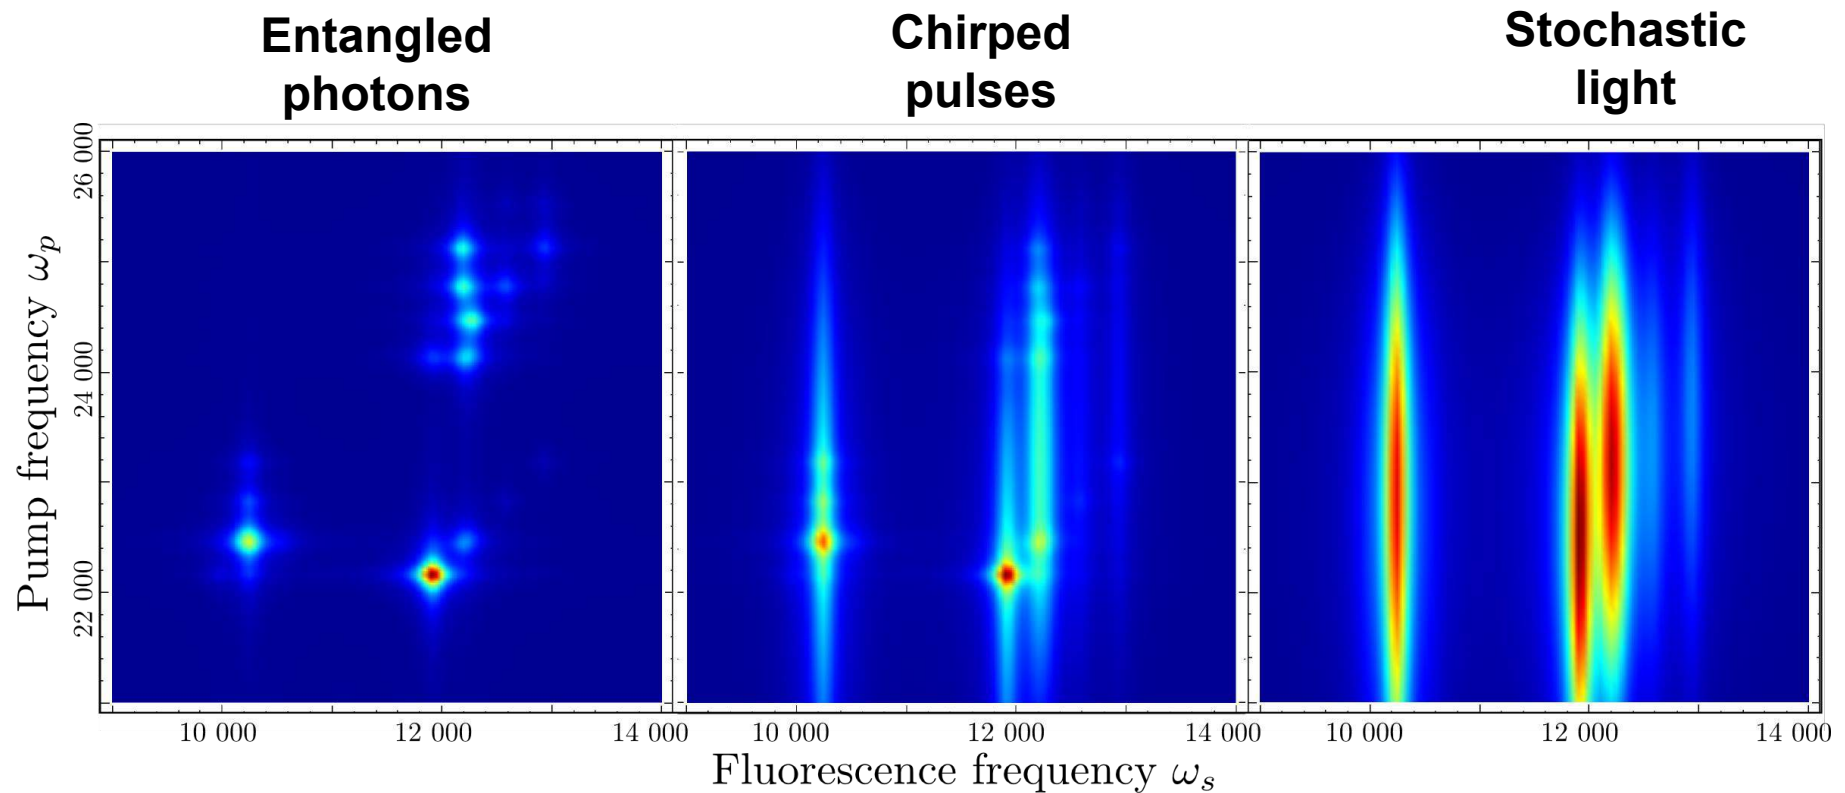 Entangled
photons
Chirped
pulses
Stochastic
light
Pump frequency ωp
26 000
24 000
22 000
10 000
12 000
14 000
10 000
12 000
14 000
10 000
12 000
14 000
Fluorescence frequency ωs